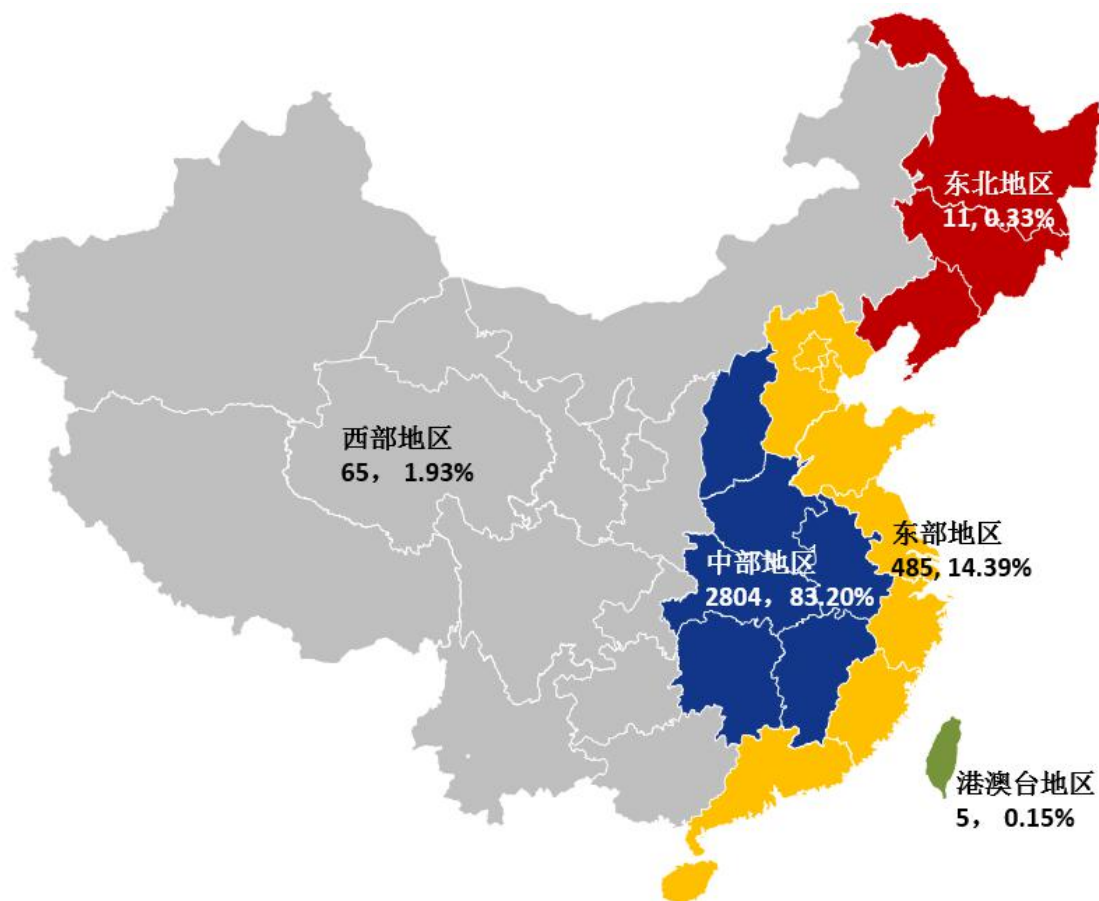 东北地区
11, 0.33%
西部地区
65， 1.93%
东部地区
485, 14.39%
中部地区
2804， 83.20%
港澳台地区
5， 0.15%